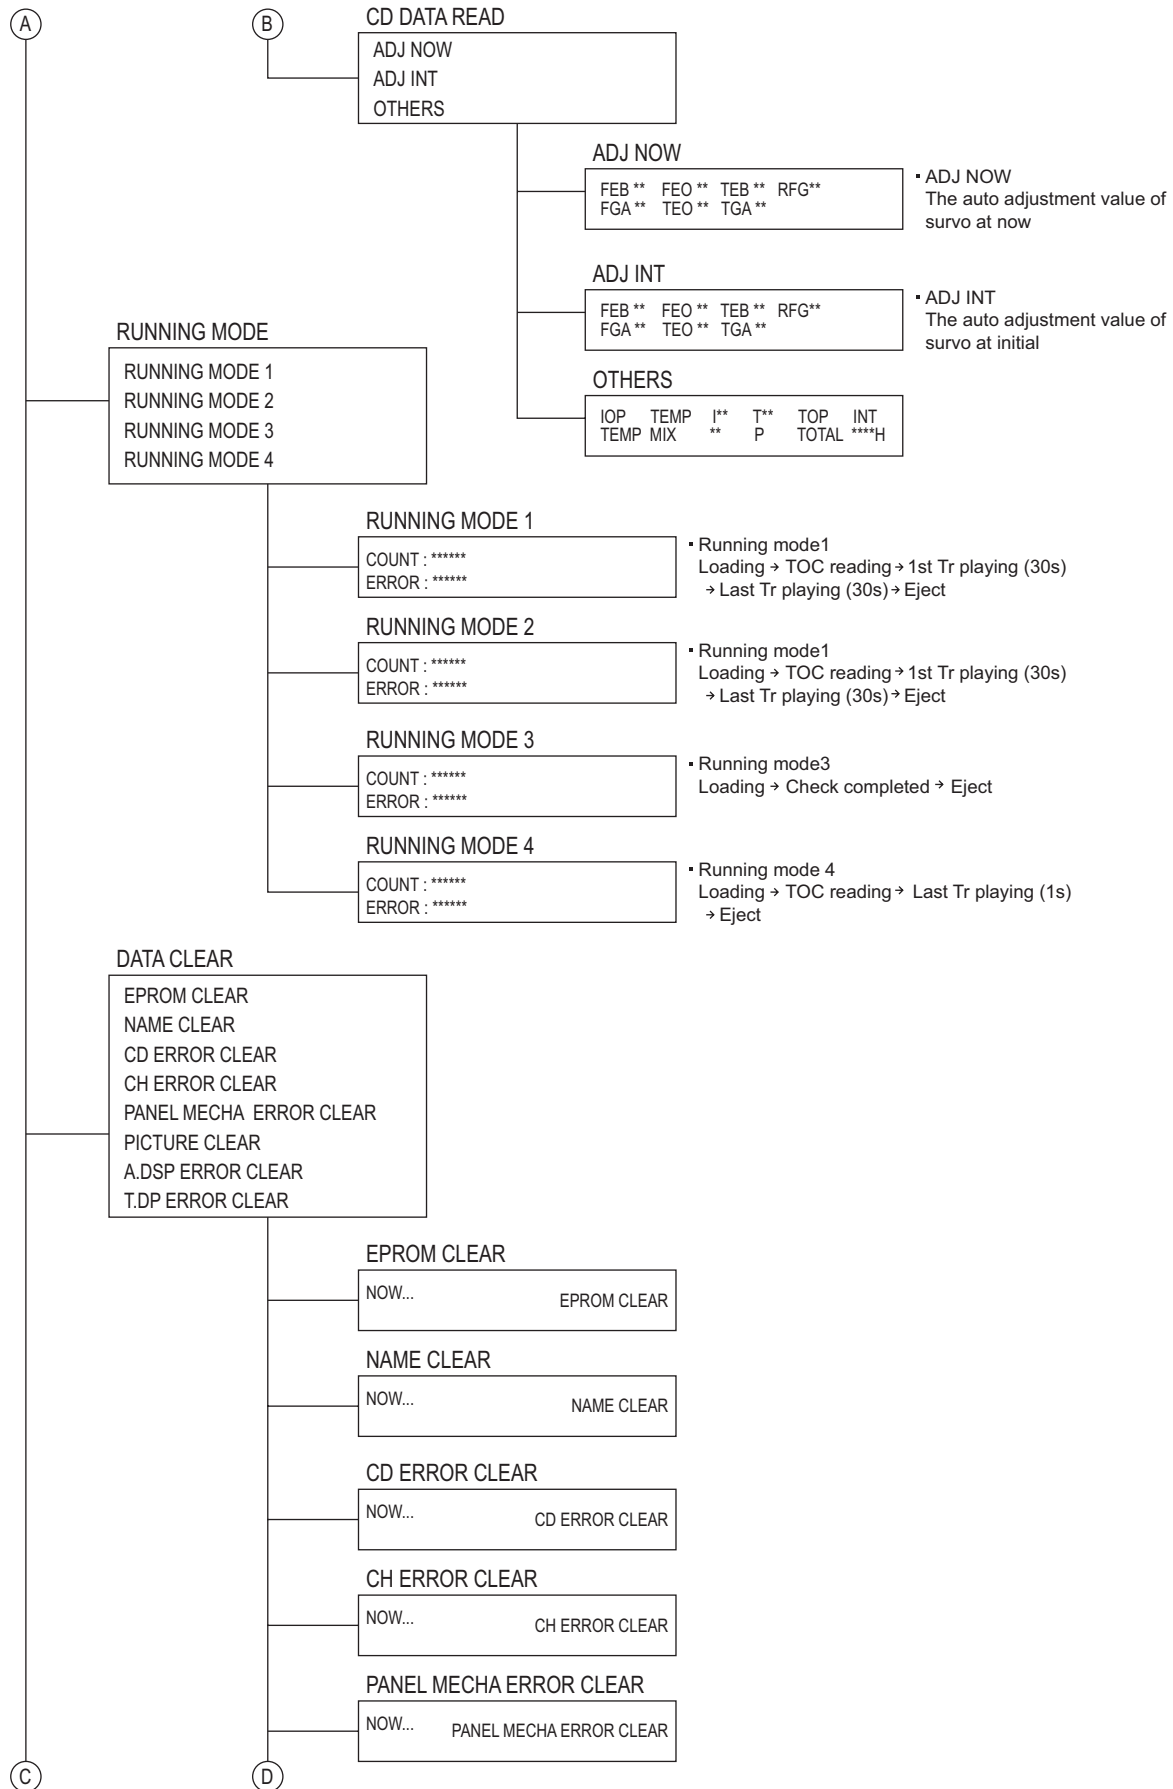 A
B
CD DATA READ
ADJ NOW
ADJ INT
OTHERS
ADJ NOW
FEB ** FEO ** TEB ** RFG**
FGA ** TEO ** TGA **
▪ ADJ NOW
The auto adjustment value of
survo at now
ADJ INT
FEB ** FEO ** TEB ** RFG**
FGA ** TEO ** TGA **
▪ ADJ INT
The auto adjustment value of
survo at initial
OTHERS
IOP TEMP I** T** TOP INT
TEMP MIX ** P TOTAL ****H
RUNNING MODE
RUNNING MODE 1
RUNNING MODE 2
RUNNING MODE 3
RUNNING MODE 4
RUNNING MODE 1
COUNT : ******
ERROR : ******
▪ Running mode1
Loading → TOC reading → 1st Tr playing (30s)
→ Last Tr playing (30s) → Eject
RUNNING MODE 2
COUNT : ******
ERROR : ******
▪ Running mode1
Loading → TOC reading → 1st Tr playing (30s)
→ Last Tr playing (30s) → Eject
RUNNING MODE 3
COUNT : ******
ERROR : ******
▪ Running mode3
Loading → Check completed → Eject
RUNNING MODE 4
COUNT : ******
ERROR : ******
▪ Running mode 4
Loading → TOC reading → Last Tr playing (1s)
→ Eject
DATA CLEAR
EPROM CLEAR
NAME CLEAR
CD ERROR CLEAR
CH ERROR CLEAR
PANEL MECHA ERROR CLEAR
PICTURE CLEAR
A.DSP ERROR CLEAR
T.DP ERROR CLEAR
EPROM CLEAR
NOW... EPROM CLEAR
NAME CLEAR
NOW... NAME CLEAR
CD ERROR CLEAR
NOW... CD ERROR CLEAR
CH ERROR CLEAR
NOW... CH ERROR CLEAR
PANEL MECHA ERROR CLEAR
NOW... PANEL MECHA ERROR CLEAR
C
D